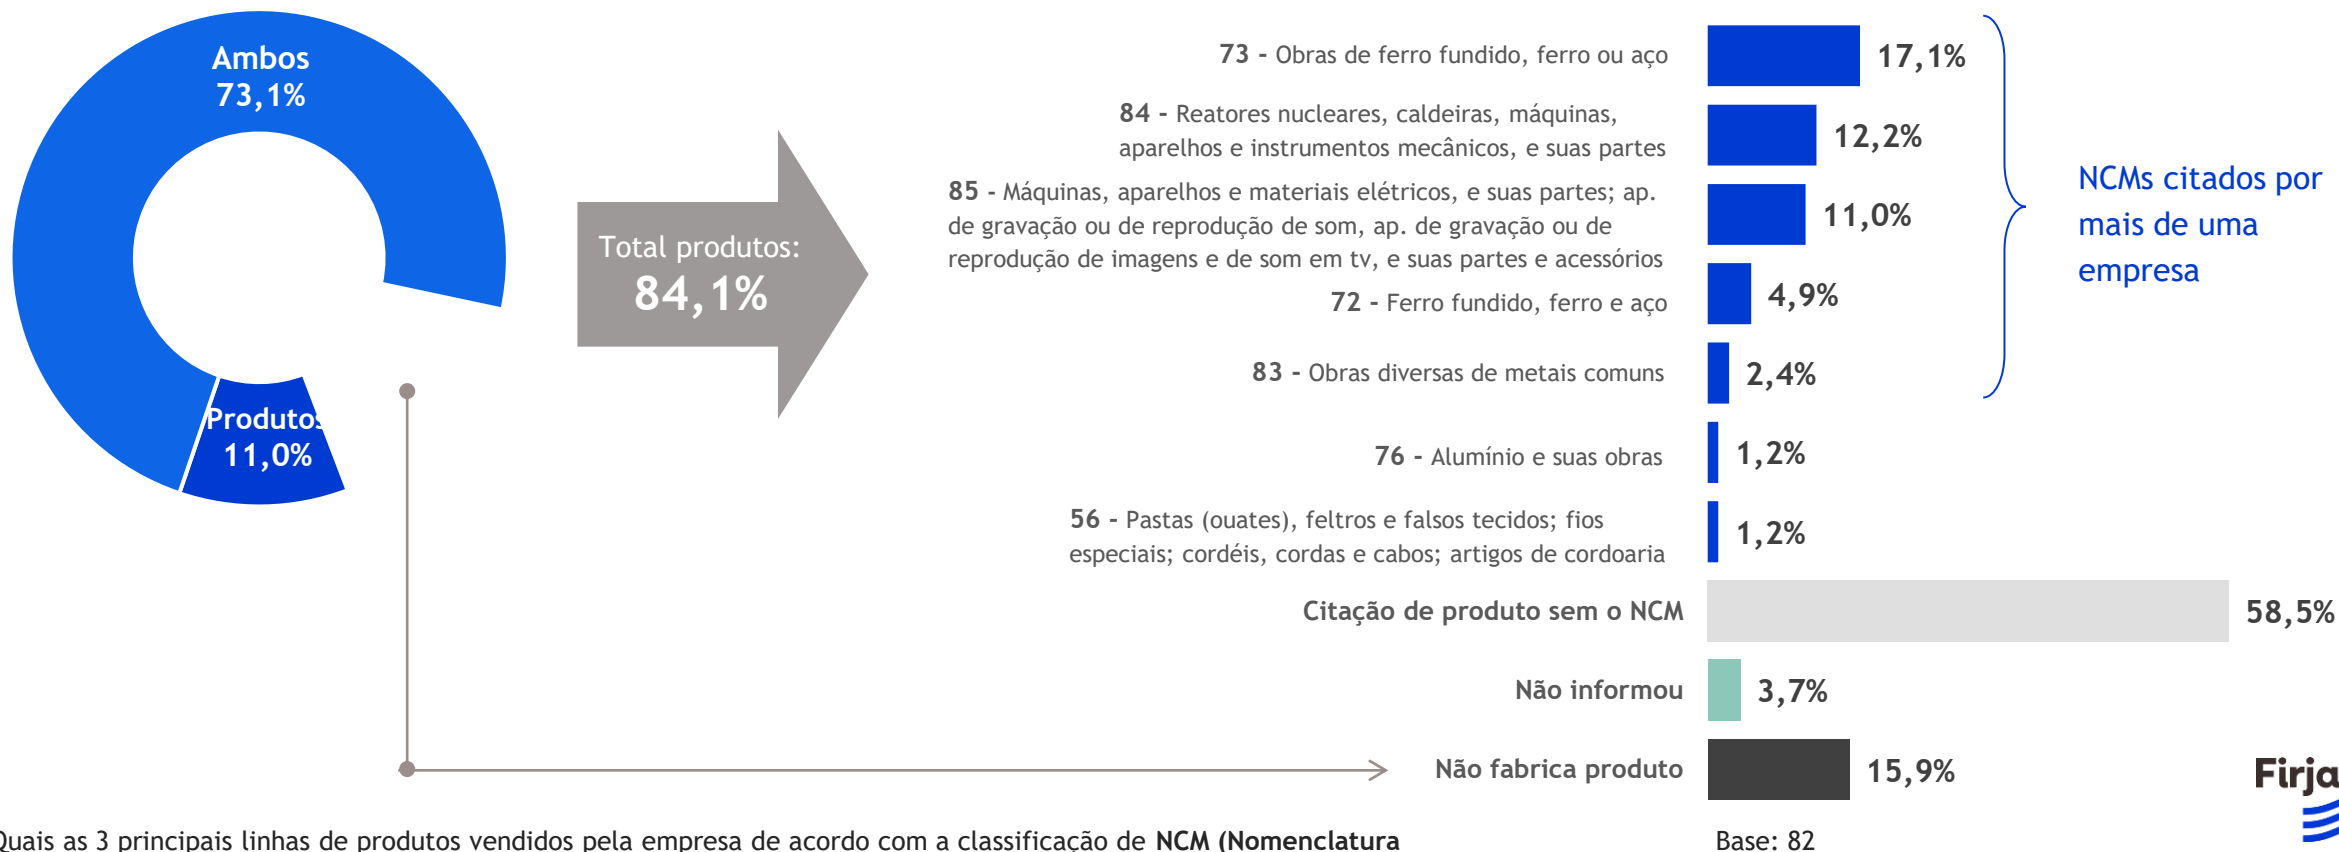 Ambos
73,1%
Produtos
11,0%
Total produtos:
84,1%
73 - Obras de ferro fundido, ferro ou aço
17,1%
84 - Reatores nucleares, caldeiras, máquinas,
aparelhos e instrumentos mecânicos, e suas partes
12,2%
85 - Máquinas, aparelhos e materiais elétricos, e suas partes; ap.
de gravação ou de reprodução de som, ap. de gravação ou de
reprodução de imagens e de som em tv, e suas partes e acessórios
11,0%
72 - Ferro fundido, ferro e aço
4,9%
83 - Obras diversas de metais comuns
2,4%
NCMs citados por
mais de uma
empresa
76 - Alumínio e suas obras
1,2%
56 - Pastas (ouates), feltros e falsos tecidos; fios
especiais; cordéis, cordas e cabos; artigos de cordoaria
1,2%
Citação de produto sem o NCM
58,5%
Não informou
3,7%
Não fabrica produto
15,9%
Firja
Quais as 3 principais linhas de produtos vendidos pela empresa de acordo com a classificação de NCM (Nomenclatura
Base: 82